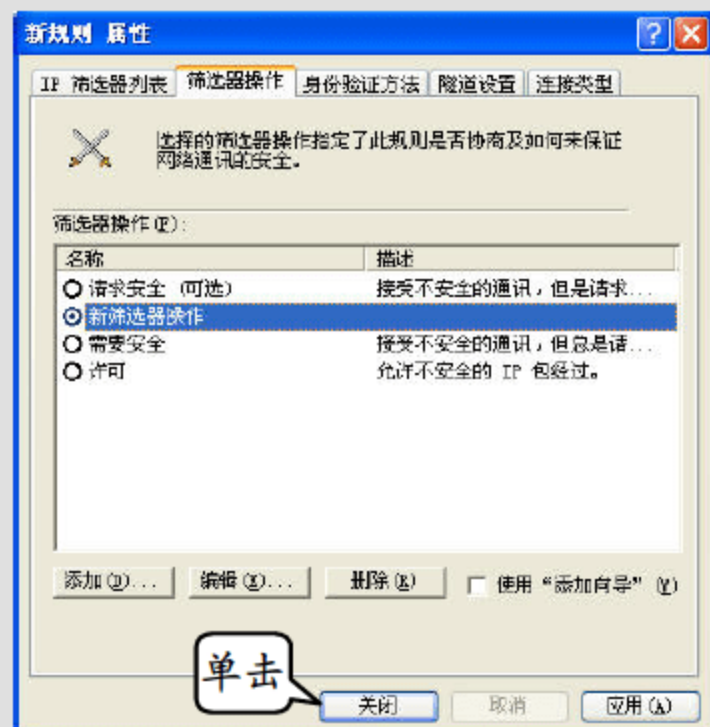 新规则 属性
IP 筛选器列表 筛选器操作 身份验证方法 隧道设置 连接类型
选择的筛选器操作指定了此规则是否协商及如何来保证
网络通讯的安全。
筛选器操作(F):
名称 描述
请求安全 (可选) 接受不安全的通讯，但是请求...
新筛选器操作
需要安全 接受不安全的通讯，但总是请...
许可 允许不安全的 IP 包经过。
添加(D)... 编辑(E)... 删除(R) 使用“添加向导”(W)
单击
关闭 取消 应用(A)